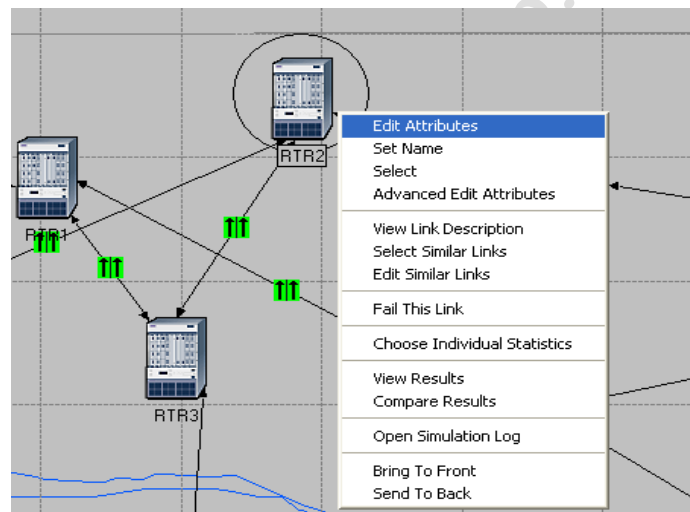 RTR2
RTR1
RTR3
Edit Attributes
Set Name
Select
Advanced Edit Attributes
View Link Description
Select Similar Links
Edit Similar Links
Fail This Link
Choose Individual Statistics
View Results
Compare Results
Open Simulation Log
Bring To Front
Send To Back